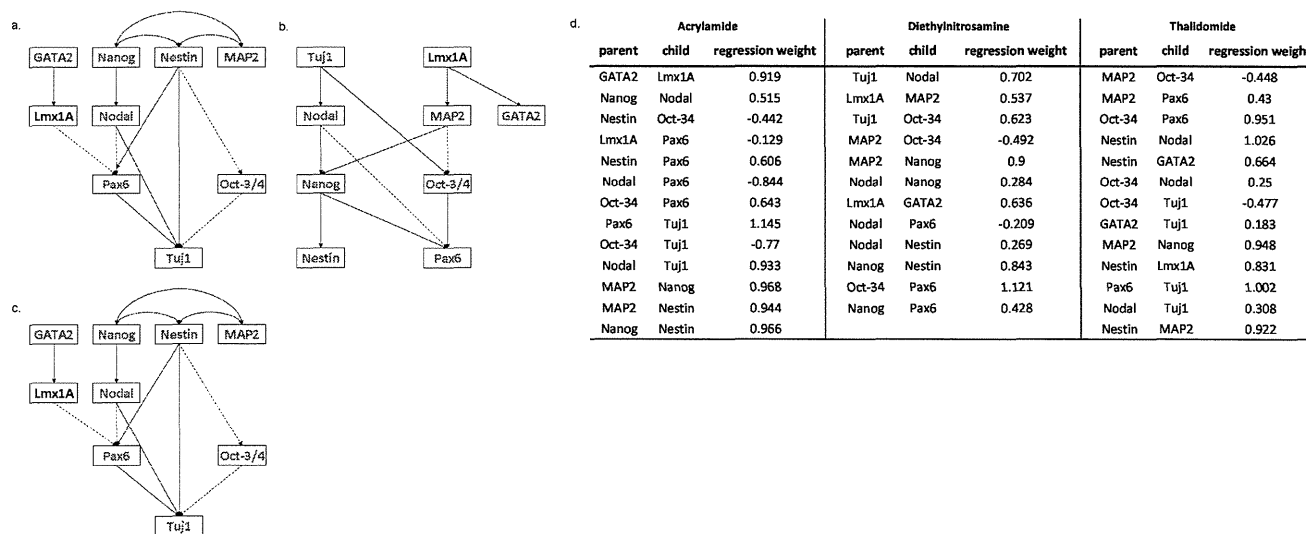 a.
GATA2 Nanog Nestin MAP2
Lmx1A Nodal
Pax6 Oct-3/4
Tuj1
b.
Tuj1 Lmx1A
Nodal MAP2 GATA2
Nanog Oct-3/4
Nestin Pax6
c.
GATA2 Nanog Nestin MAP2
Lmx1A Nodal
Pax6 Oct-3/4
Tuj1
d.
Acrylamide Diethylnitrosamine Thalidomide
parent child regression weight parent child regression weight parent child regression weight
GATA2 Lmx1A 0.919 Tuj1 Nodal 0.702 MAP2 Oct-34 -0.448
Nanog Nodal 0.515 Lmx1A MAP2 0.537 MAP2 Pax6 0.43
Nestin Oct-34 -0.442 Tuj1 Oct-34 0.623 Oct-34 Pax6 0.951
Lmx1A Pax6 -0.129 MAP2 Oct-34 -0.492 Nestin Nodal 1.026
Nestin Pax6 0.606 MAP2 Nanog 0.9 Nestin GATA2 0.664
Nodal Pax6 -0.844 Nodal Nanog 0.284 Oct-34 Nodal 0.25
Oct-34 Pax6 0.643 Lmx1A GATA2 0.636 Oct-34 Tuj1 -0.477
Pax6 Tuj1 1.145 Nodal Pax6 -0.209 GATA2 Tuj1 0.183
Oct-34 Tuj1 -0.77 Nodal Nestin 0.269 MAP2 Nanog 0.948
Nodal Tuj1 0.933 Nanog Nestin 0.843 Nestin Lmx1A 0.831
MAP2 Nanog 0.968 Oct-34 Pax6 1.121 Pax6 Tuj1 1.002
MAP2 Nestin 0.944 Nanog Pax6 0.428 Nodal Tuj1 0.308
Nanog Nestin 0.966 Nestin MAP2 0.922